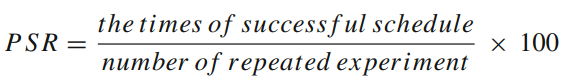 PSR = the times of successful schedule / number of repeated experiment × 100